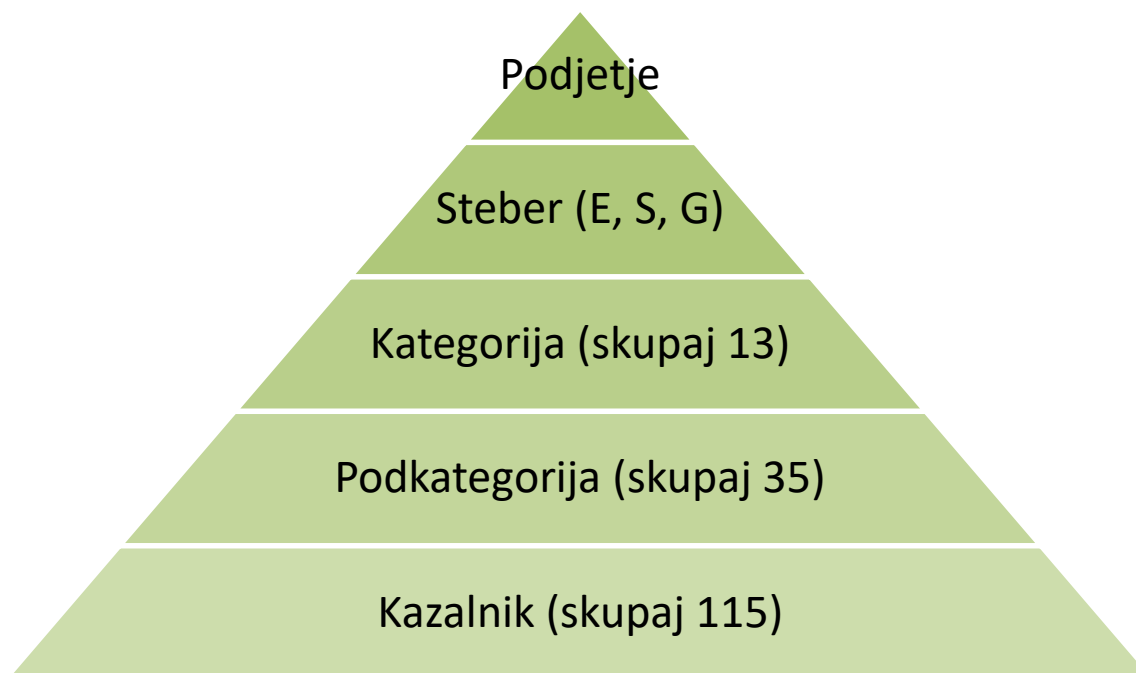 Podjetje
Steber (E, S, G)
Kategorija (skupaj 13)
Podkategorija (skupaj 35)
Kazalnik (skupaj 115)